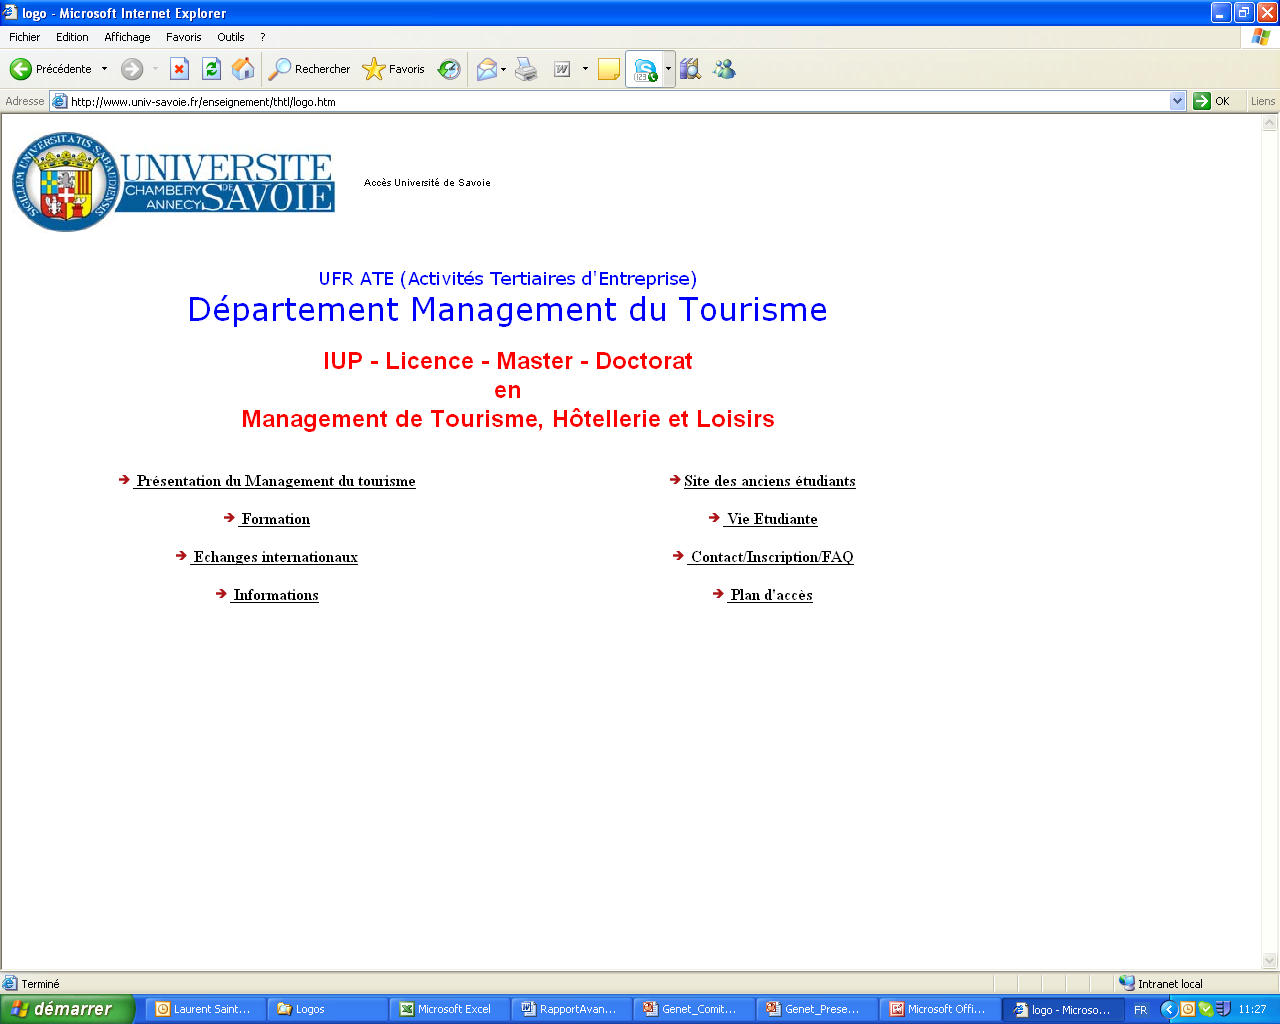 logo - Microsoft Internet Explorer
Fichier Edition Affichage Favoris Outils ?
Précédente Rechercher Favoris
Adresse http://www.univ-savoie.fr/enseignement/thtl/logo.htm OK Liens
SIGILLUM UNIVERSITATIS SABAUDIENSIS
UNIVERSITE
CHAMBERY DE SAVOIE
ANNECY
Accès Université de Savoie
UFR ATE (Activités Tertiaires d'Entreprise)
Département Management du Tourisme
IUP - Licence - Master - Doctorat
en
Management de Tourisme, Hôtellerie et Loisirs
Présentation du Management du tourisme Site des anciens étudiants
Formation Vie Etudiante
Echanges internationaux Contact/Inscription/FAQ
Informations Plan d'accès
Terminé Intranet local
démarrer Laurent Saint... Logos Microsoft Excel RapportAvan... Genet_Comit... Genet_Prese... Microsoft Offi... logo - Microso... FR 11:27